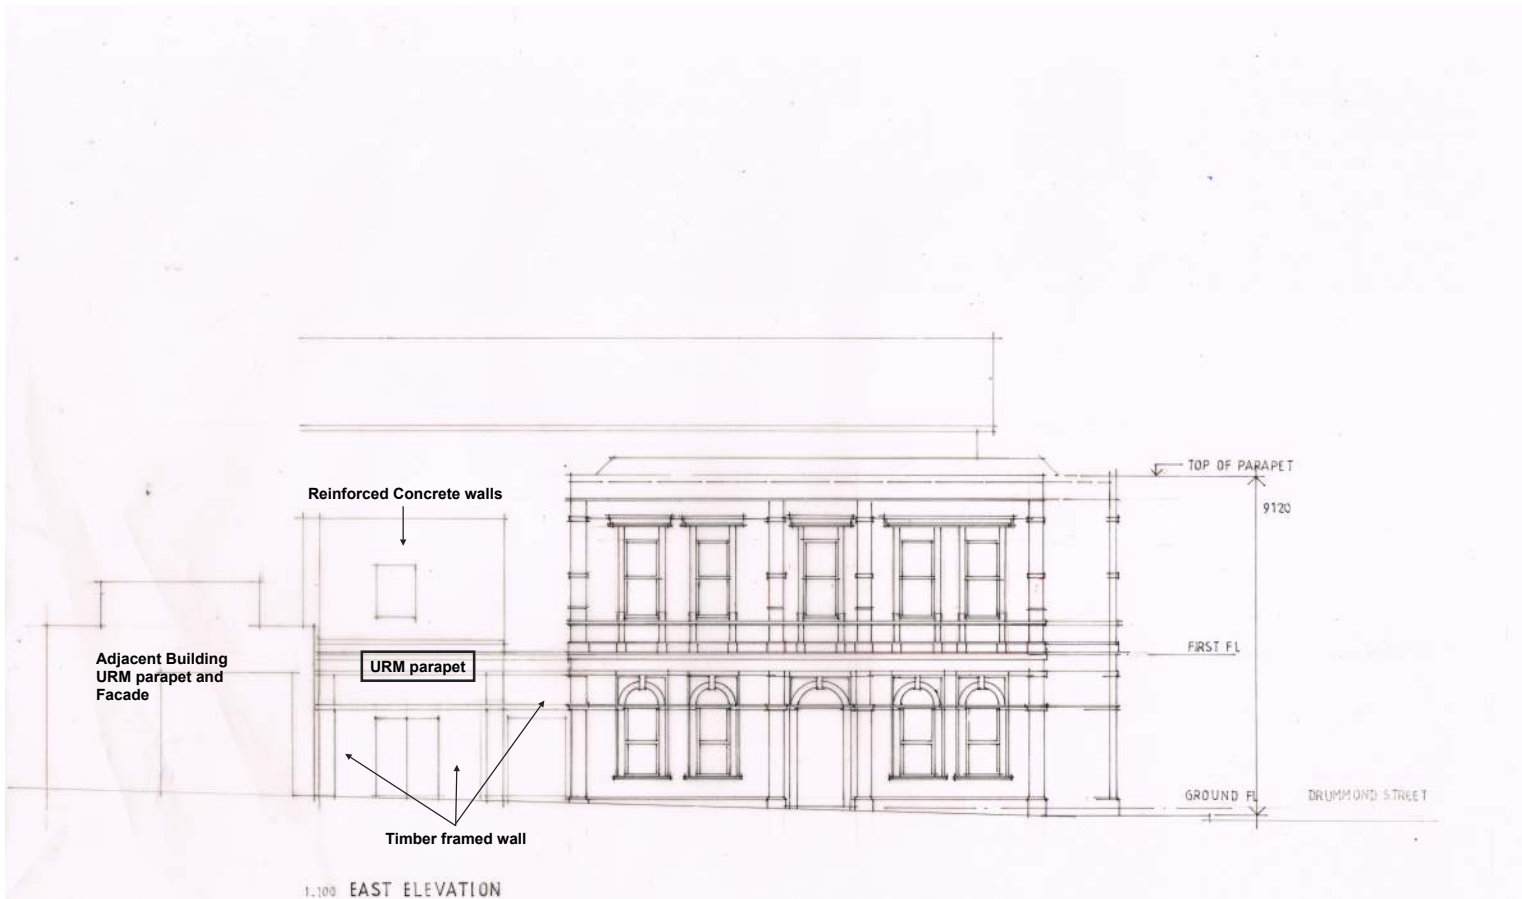 TOP OF PARAPET
Reinforced Concrete walls
9120
FIRST FL
Adjacent Building
URM parapet and
Facade
URM parapet
GROUND FL
DRUMMOND STREET
Timber framed wall
1:100 EAST ELEVATION